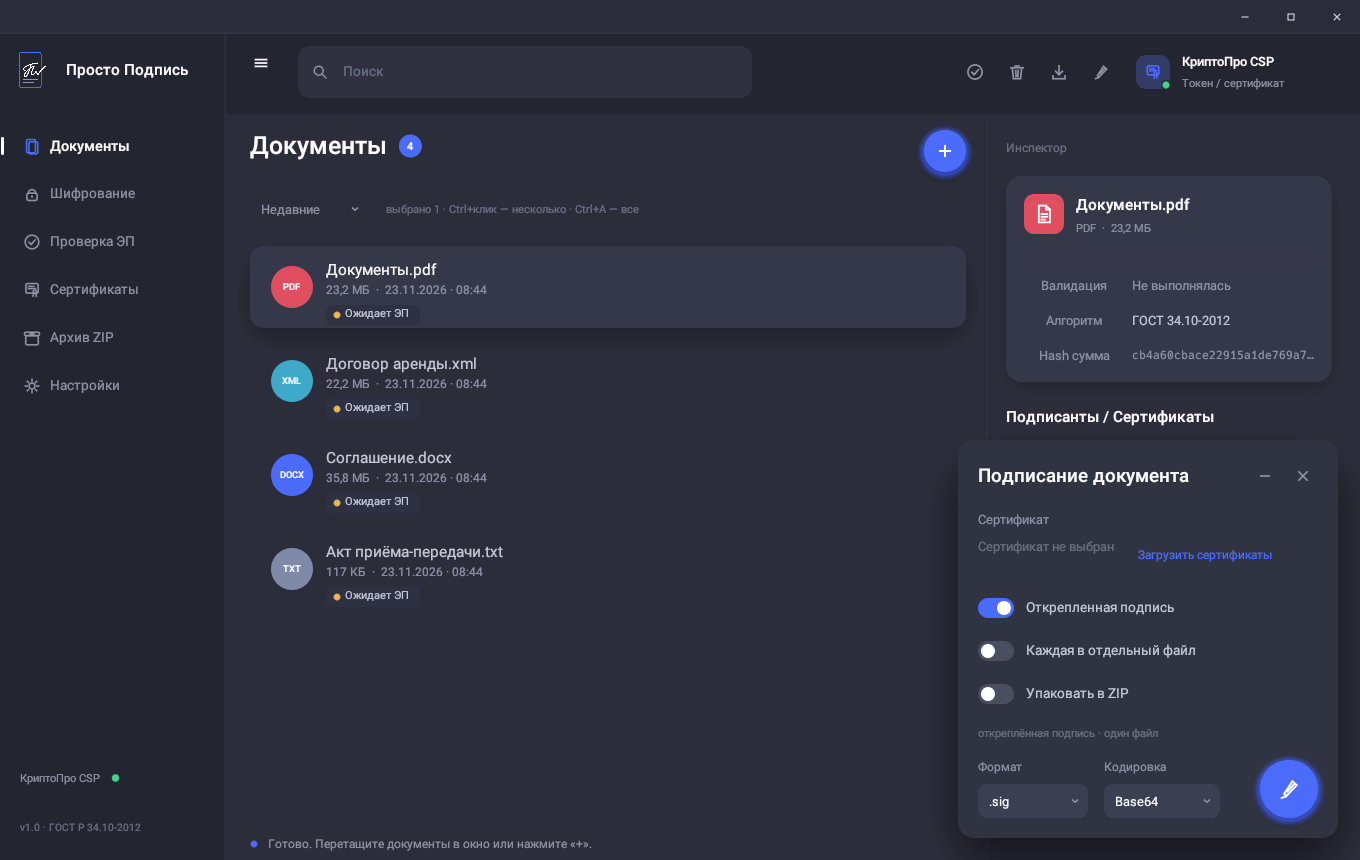 Просто Подпись
Поиск
КриптоПро CSP
Токен / сертификат
Документы
Шифрование
Проверка ЭП
Сертификаты
Архив ZIP
Настройки
КриптоПро CSP
v1.0 · ГОСТ Р 34.10-2012
Документы 4
+
Недавние
выбрано 1 · Ctrl+клик — несколько · Ctrl+A — все
PDF
Документы.pdf
23,2 МБ · 23.11.2026 · 08:44
Ожидает ЭП
XML
Договор аренды.xml
22,2 МБ · 23.11.2026 · 08:44
Ожидает ЭП
DOCX
Соглашение.docx
35,8 МБ · 23.11.2026 · 08:44
Ожидает ЭП
TXT
Акт приёма-передачи.txt
117 КБ · 23.11.2026 · 08:44
Ожидает ЭП
Готово. Перетащите документы в окно или нажмите «+».
Инспектор
Документы.pdf
PDF · 23,2 МБ
Валидация Не выполнялась
Алгоритм ГОСТ 34.10-2012
Hash сумма cb4a60cbace22915a1de769a7…
Подписанты / Сертификаты
Подписание документа
Сертификат
Сертификат не выбран
Загрузить сертификаты
Открепленная подпись
Каждая в отдельный файл
Упаковать в ZIP
откреплённая подпись · один файл
Формат Кодировка
.sig Base64